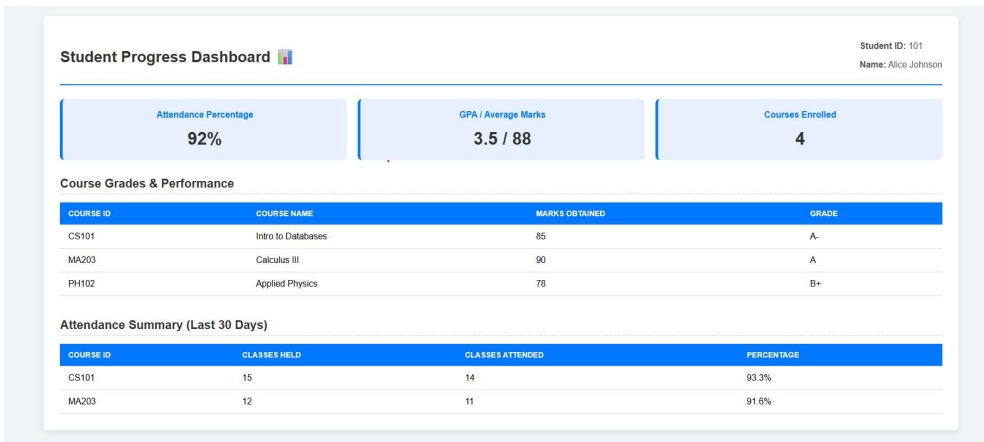 Student Progress Dashboard
Student ID: 101
Name: Alice Johnson
Attendance Percentage
92%
GPA / Average Marks
3.5 / 88
Courses Enrolled
4
Course Grades & Performance
COURSE ID COURSE NAME MARKS OBTAINED GRADE
CS101 Intro to Databases 85 A-
MA203 Calculus III 90 A
PH102 Applied Physics 78 B+
Attendance Summary (Last 30 Days)
COURSE ID CLASSES HELD CLASSES ATTENDED PERCENTAGE
CS101 15 14 93.3%
MA203 12 11 91.6%